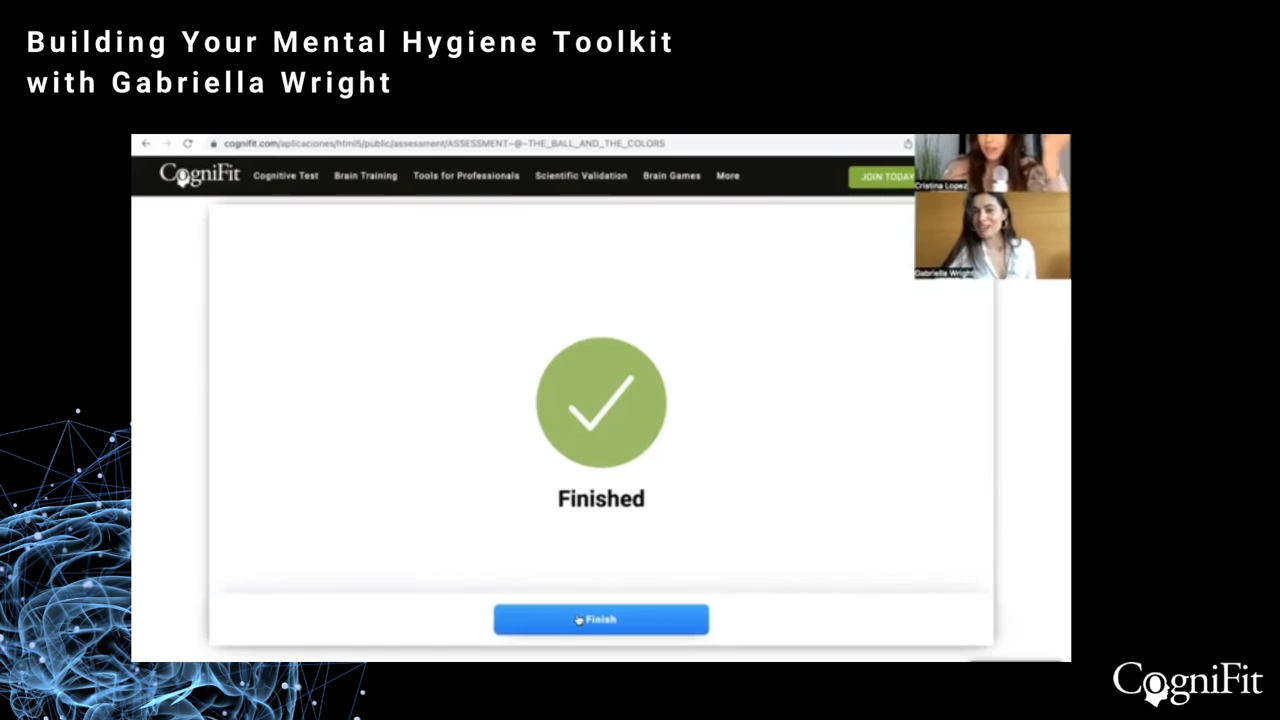 Building Your Mental Hygiene Toolkit
with Gabriella Wright
cognifit.com/aplicaciones/html5/public/assessment/ASSESSMENT~@~THE_BALL_AND_THE_COLORS
CogniFit Cognitive Test Brain Training Tools for Professionals Scientific Validation Brain Games More JOIN TODAY
Cristina Lopez
Gabriella Wright
Finished
Finish
CogniFit